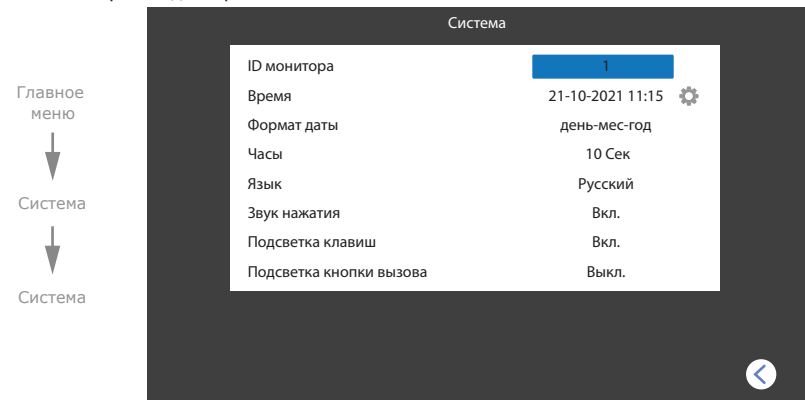 Система
Главное
меню
Система
Система
ID монитора 1
Время 21-10-2021 11:15
Формат даты день-мес-год
Часы 10 Сек
Язык Русский
Звук нажатия Вкл.
Подсветка клавиш Вкл.
Подсветка кнопки вызова Выкл.